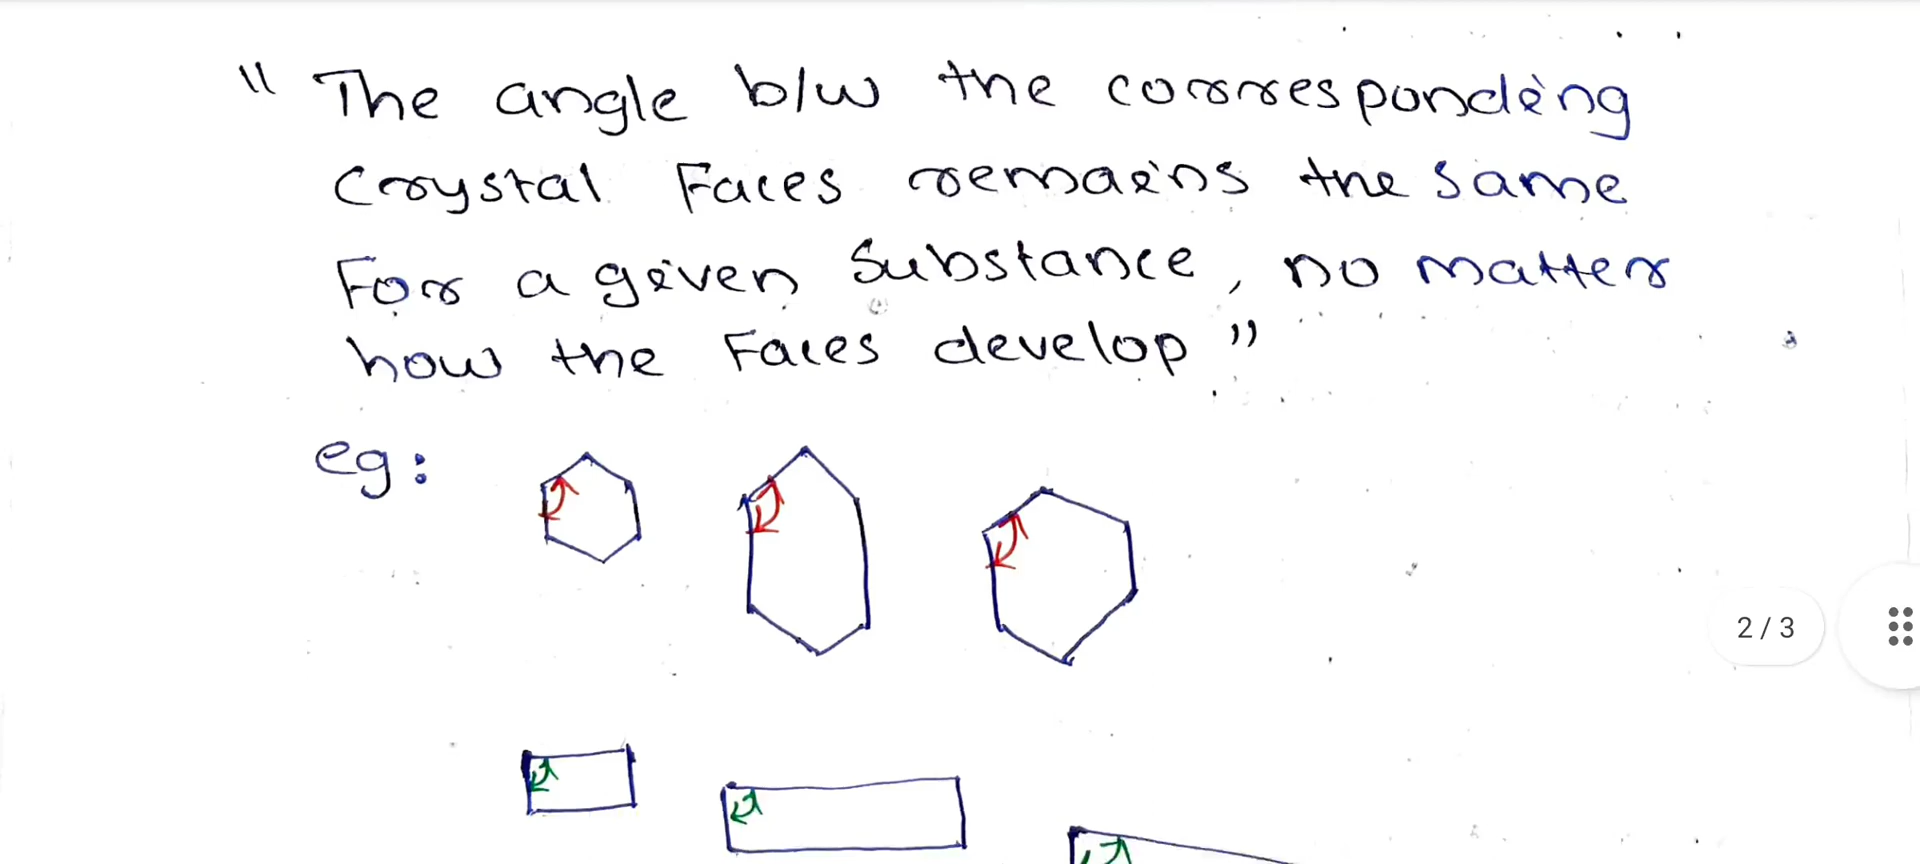 "The angle b/w the corresponding
Crystal Faces remains the same
For a given Substance, no matter
how the Faces develop"
eg:
2 / 3